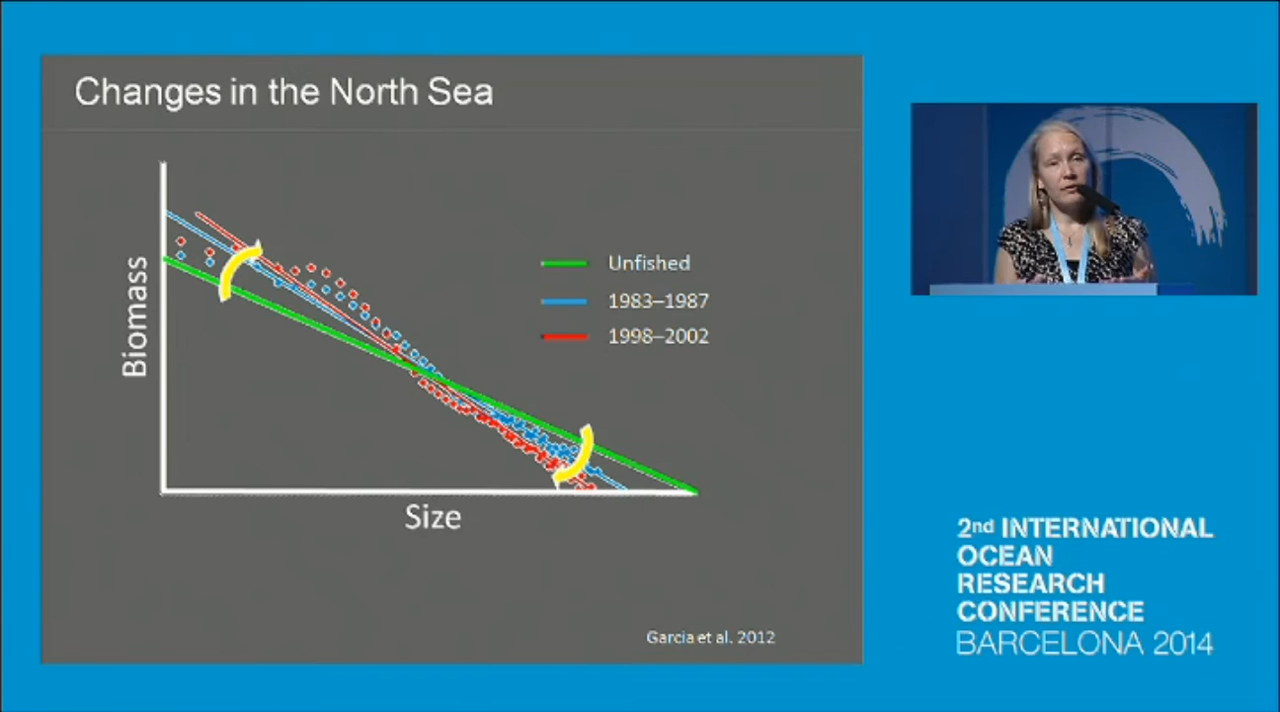 Changes in the North Sea
Biomass
Unfished
1983–1987
1998–2002
Size
Garcia et al. 2012
2nd INTERNATIONAL
OCEAN
RESEARCH
CONFERENCE
BARCELONA 2014